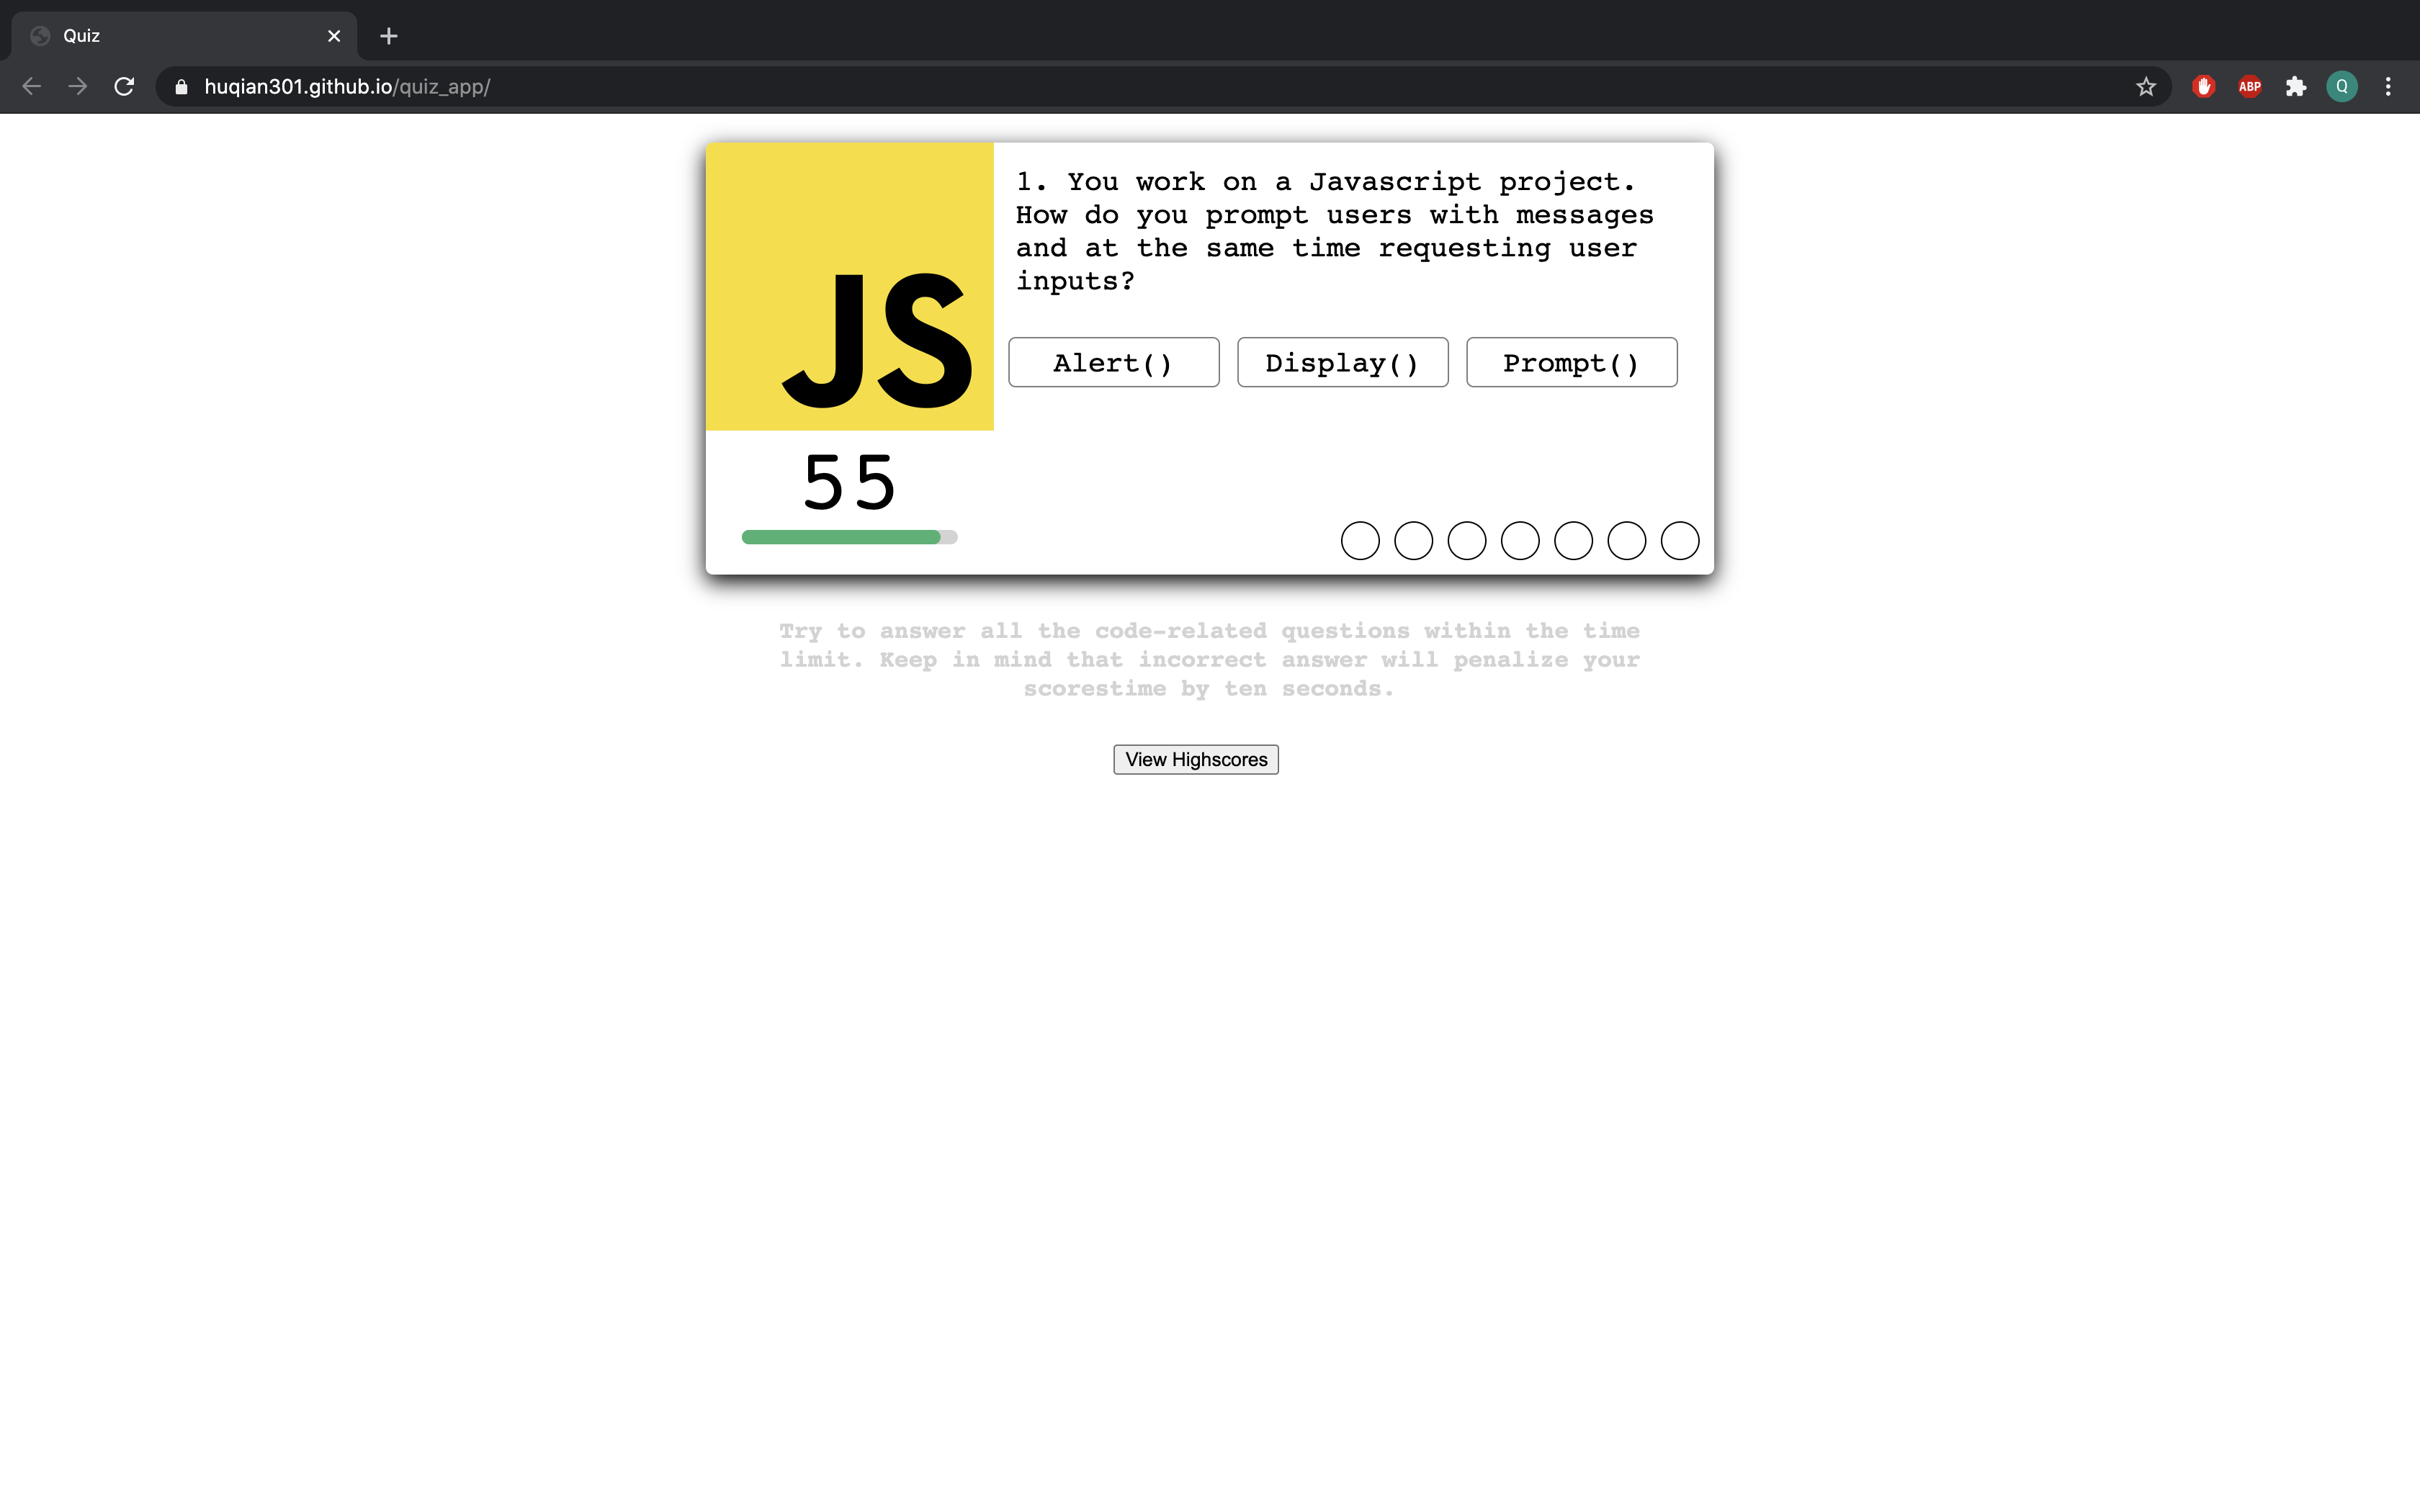 Quiz
huqian301.github.io/quiz_app/
ABP
Q
1. You work on a Javascript project.
How do you prompt users with messages
and at the same time requesting user
inputs?
JS
Alert()
Display()
Prompt()
55
Try to answer all the code-related questions within the time
limit. Keep in mind that incorrect answer will penalize your
scorestime by ten seconds.
View Highscores